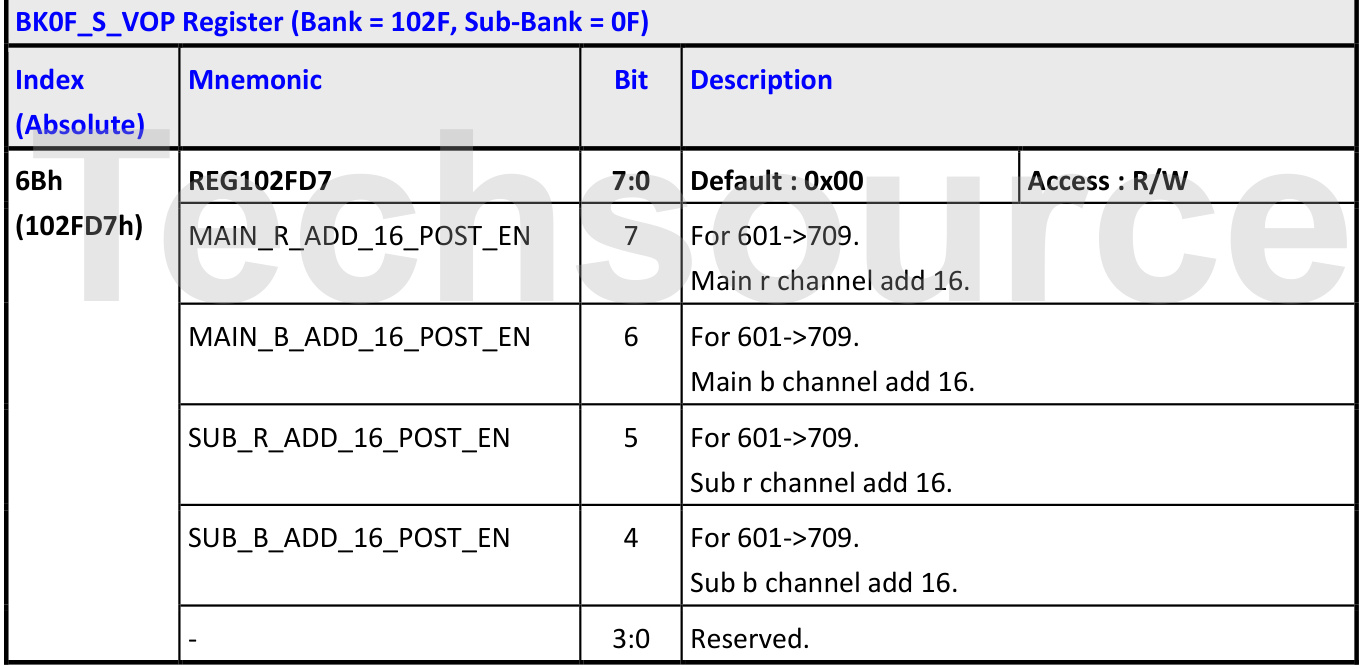 BK0F_S_VOP Register (Bank = 102F, Sub-Bank = 0F)
Index (Absolute) Mnemonic Bit Description
6Bh (102FD7h) REG102FD7 7:0 Default : 0x00 Access : R/W
MAIN_R_ADD_16_POST_EN 7 For 601->709.
Main r channel add 16.
MAIN_B_ADD_16_POST_EN 6 For 601->709.
Main b channel add 16.
SUB_R_ADD_16_POST_EN 5 For 601->709.
Sub r channel add 16.
SUB_B_ADD_16_POST_EN 4 For 601->709.
Sub b channel add 16.
- 3:0 Reserved.
Techsource